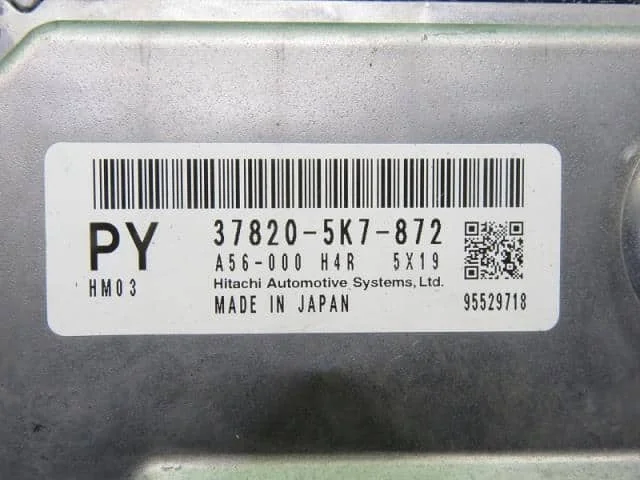 PY 37820-5K7-872
A56-000 H4R 5X19
HM03 Hitachi Automotive Systems, Ltd.
MADE IN JAPAN 95529718